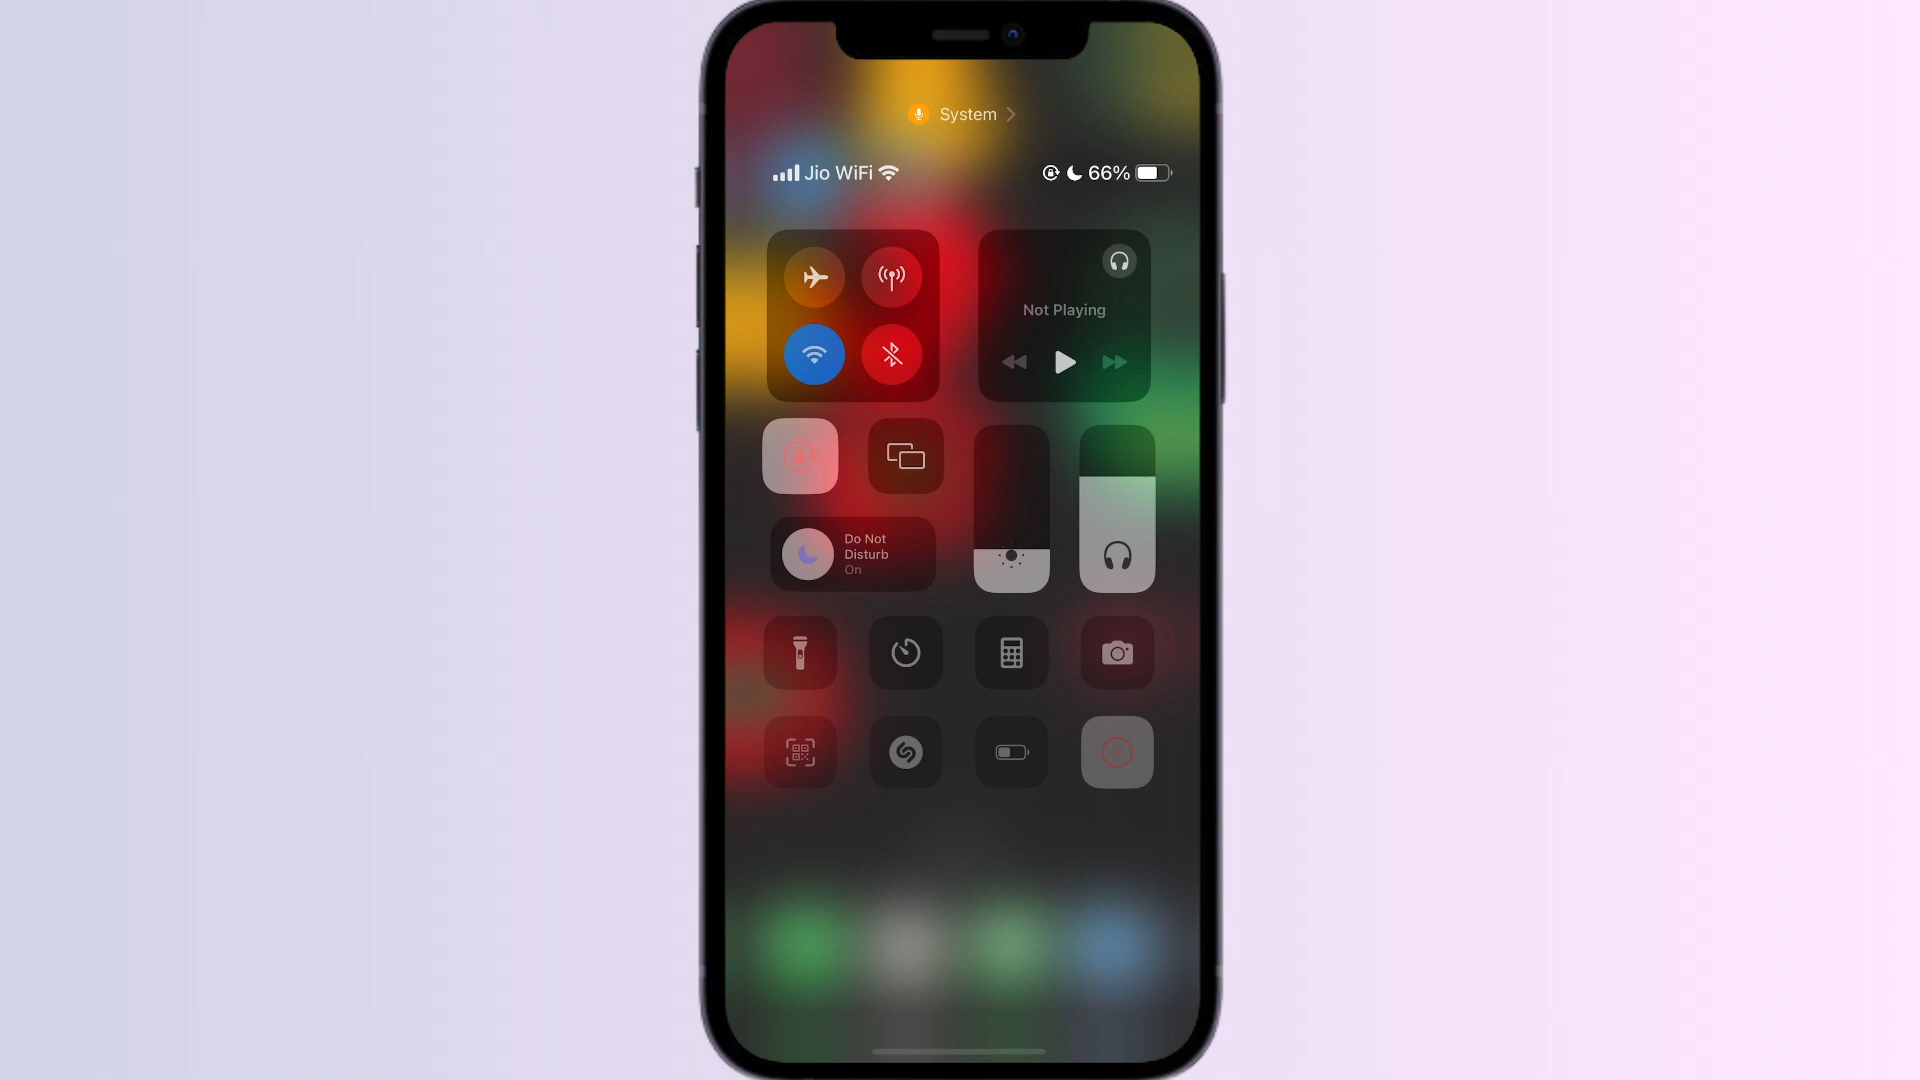 System
Jio WiFi 66%
Not Playing
Do Not
Disturb
On